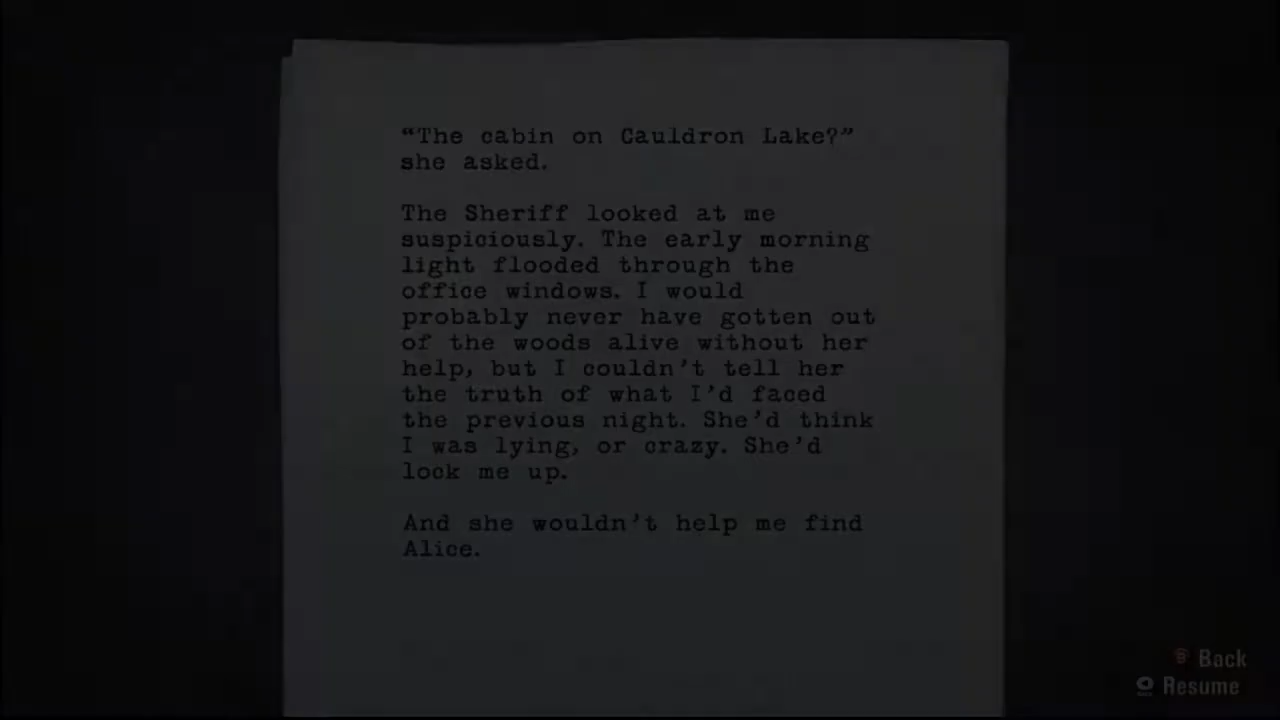 “The cabin on Cauldron Lake?”
she asked.
The Sheriff looked at me
suspiciously. The early morning
light flooded through the
office windows. I would
probably never have gotten out
of the woods alive without her
help, but I couldn’t tell her
the truth of what I’d faced
the previous night. She’d think
I was lying, or crazy. She’d
lock me up.
And she wouldn’t help me find
Alice.
Back
Resume